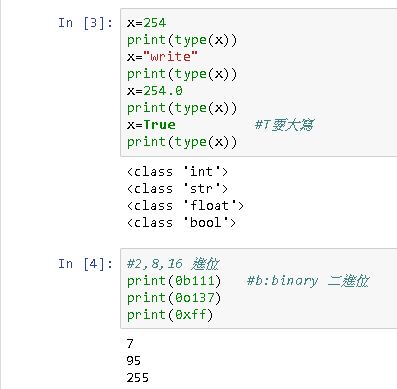 In [3]: x=254
print(type(x))
x="write"
print(type(x))
x=254.0
print(type(x))
x=True #T要大寫
print(type(x))
<class 'int'>
<class 'str'>
<class 'float'>
<class 'bool'>
In [4]: #2,8,16 進位
print(0b111) #b:binary 二進位
print(0o137)
print(0xff)
7
95
255